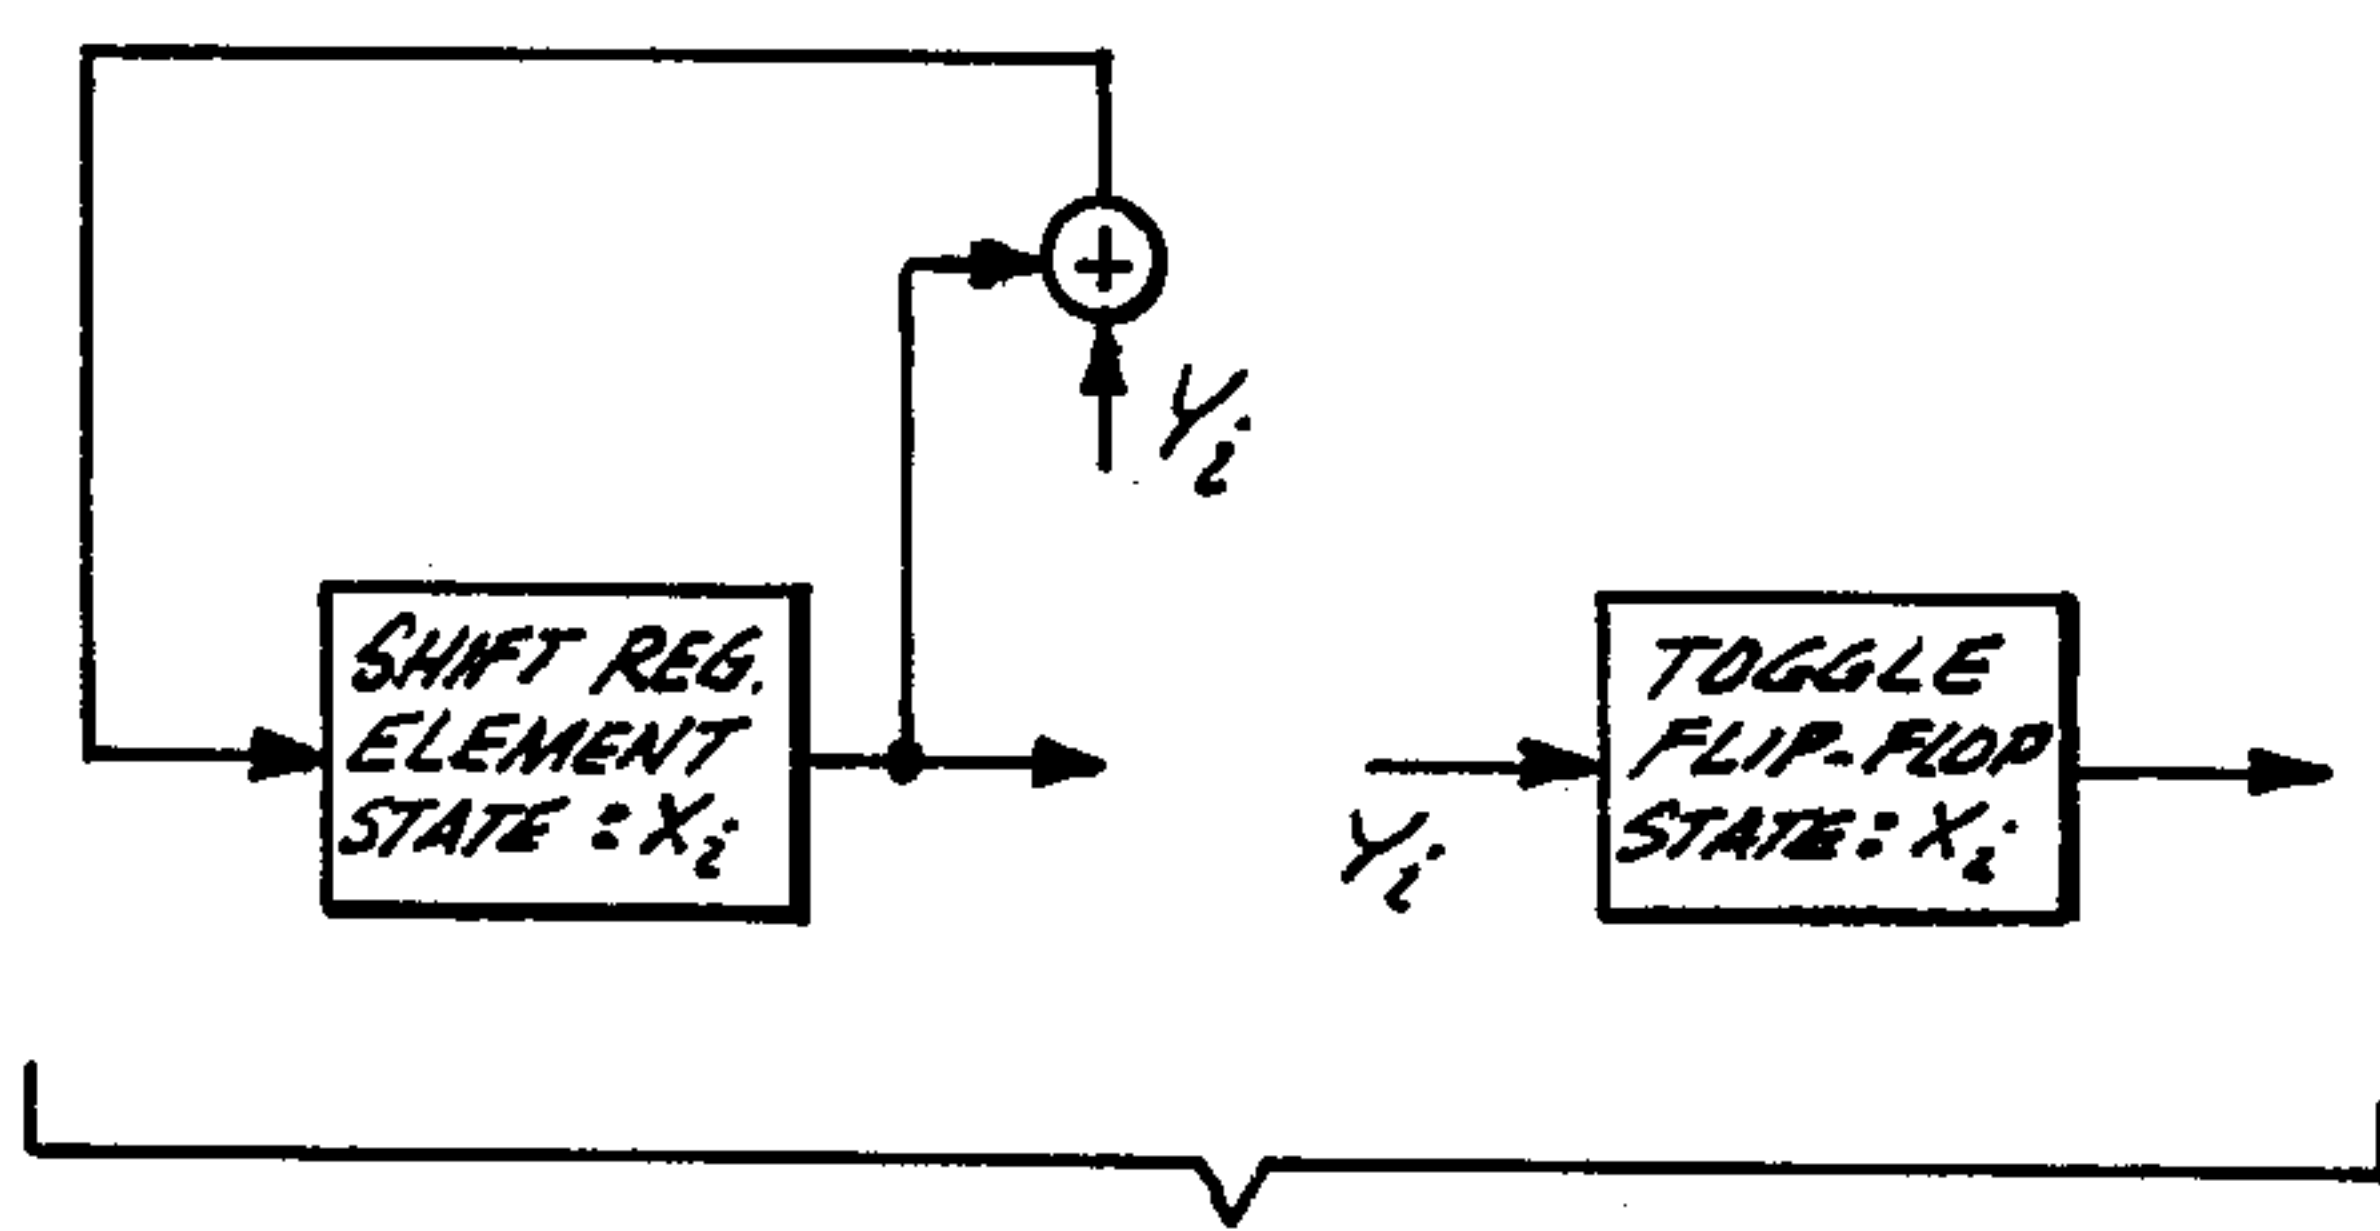 +
Yi
SHIFT REG.
ELEMENT
STATE: Xi
Yi
TOGGLE
FLIP-FLOP
STATE: Xi